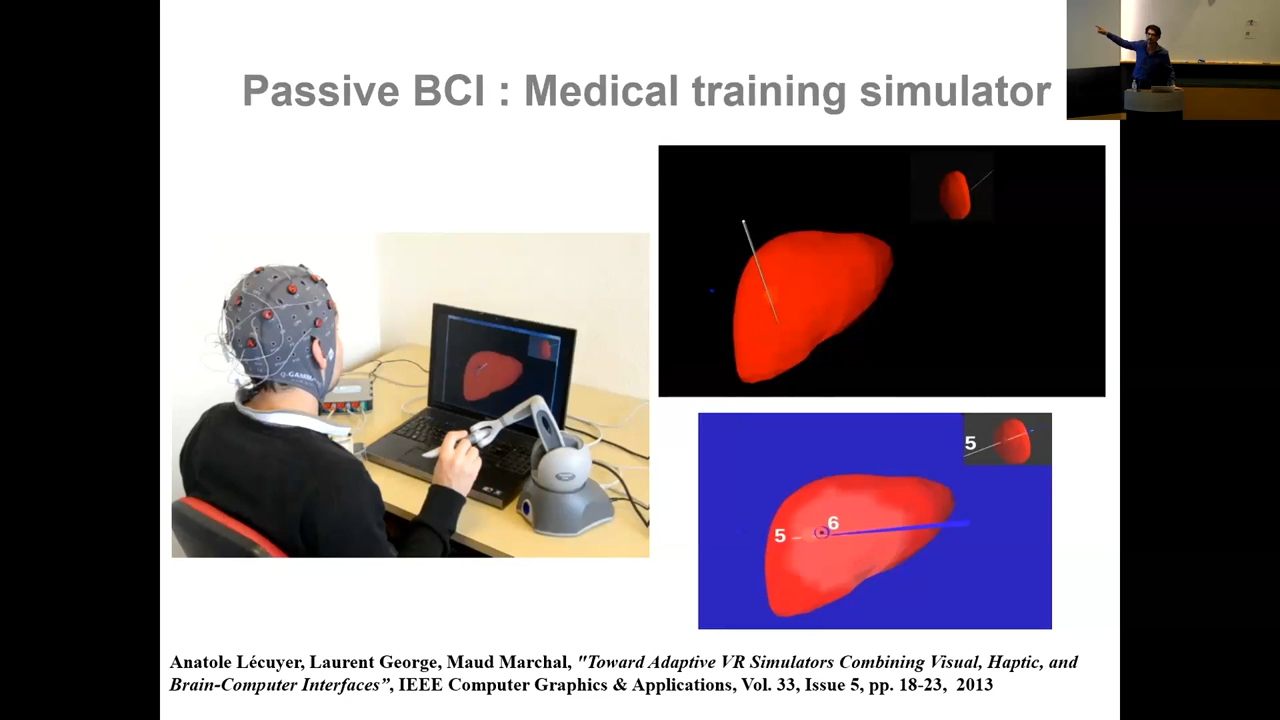 Passive BCI : Medical training simulator
5
5
6
Anatole Lécuyer, Laurent George, Maud Marchal, "Toward Adaptive VR Simulators Combining Visual, Haptic, and
Brain-Computer Interfaces”, IEEE Computer Graphics & Applications, Vol. 33, Issue 5, pp. 18-23, 2013